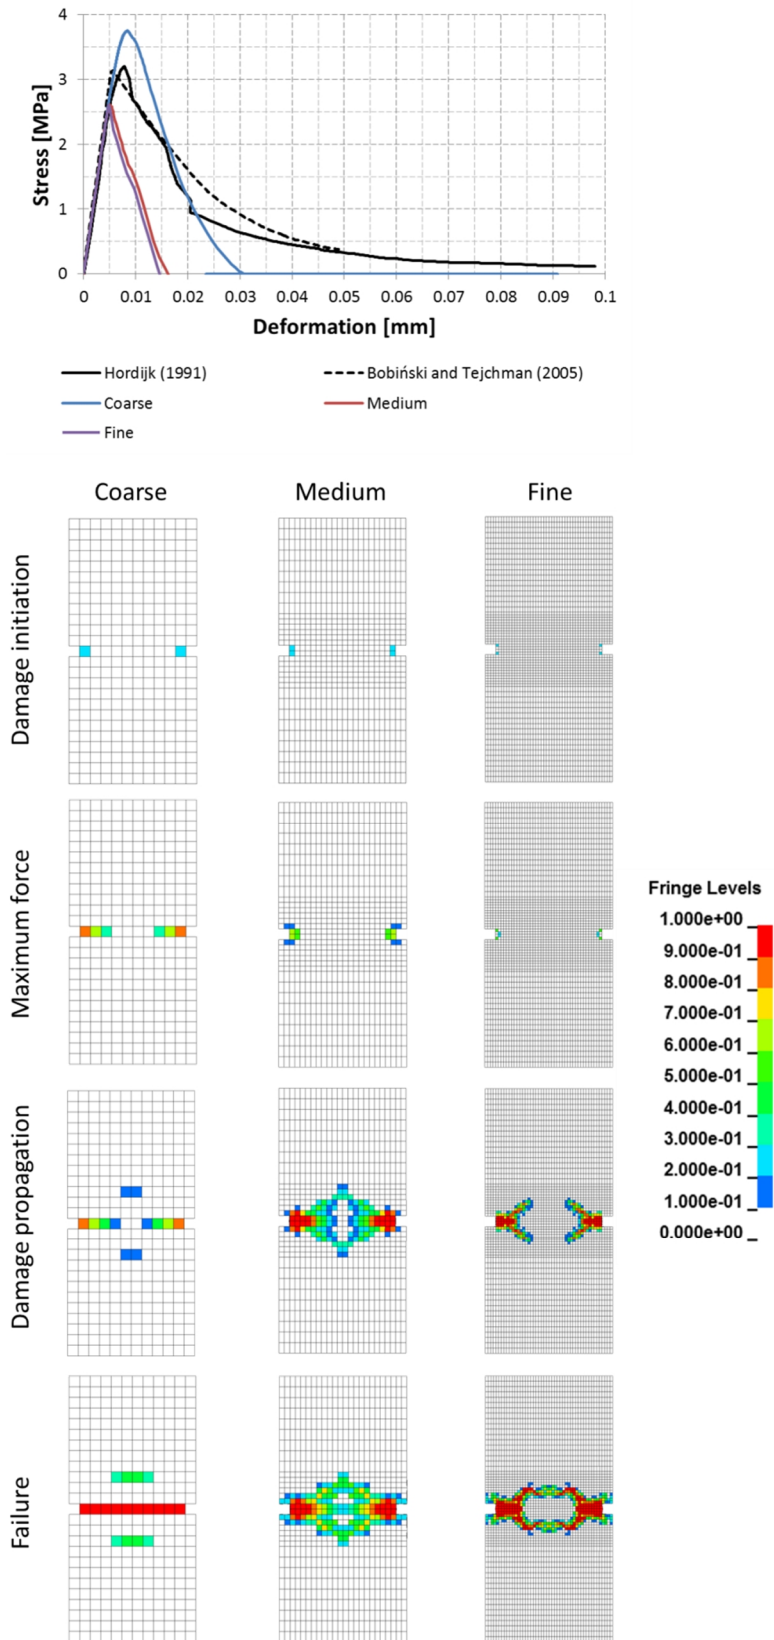 4
3
2
1
0
Stress [MPa]
0 0.01 0.02 0.03 0.04 0.05 0.06 0.07 0.08 0.09 0.1
Deformation [mm]
Hordijk (1991) Bobiński and Tejchman (2005)
Coarse Medium
Fine
Coarse Medium Fine
Damage initiation
Maximum force
Fringe Levels
1.000e+00
9.000e-01
8.000e-01
7.000e-01
6.000e-01
5.000e-01
4.000e-01
3.000e-01
2.000e-01
1.000e-01
0.000e+00
Damage propagation
Failure